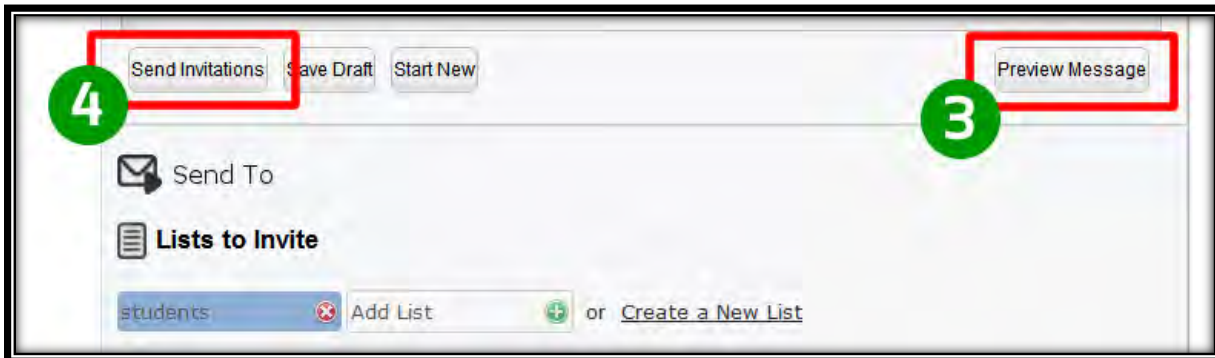 Send Invitations Save Draft Start New Preview Message
4 3
Send To
Lists to Invite
students Add List or Create a New List